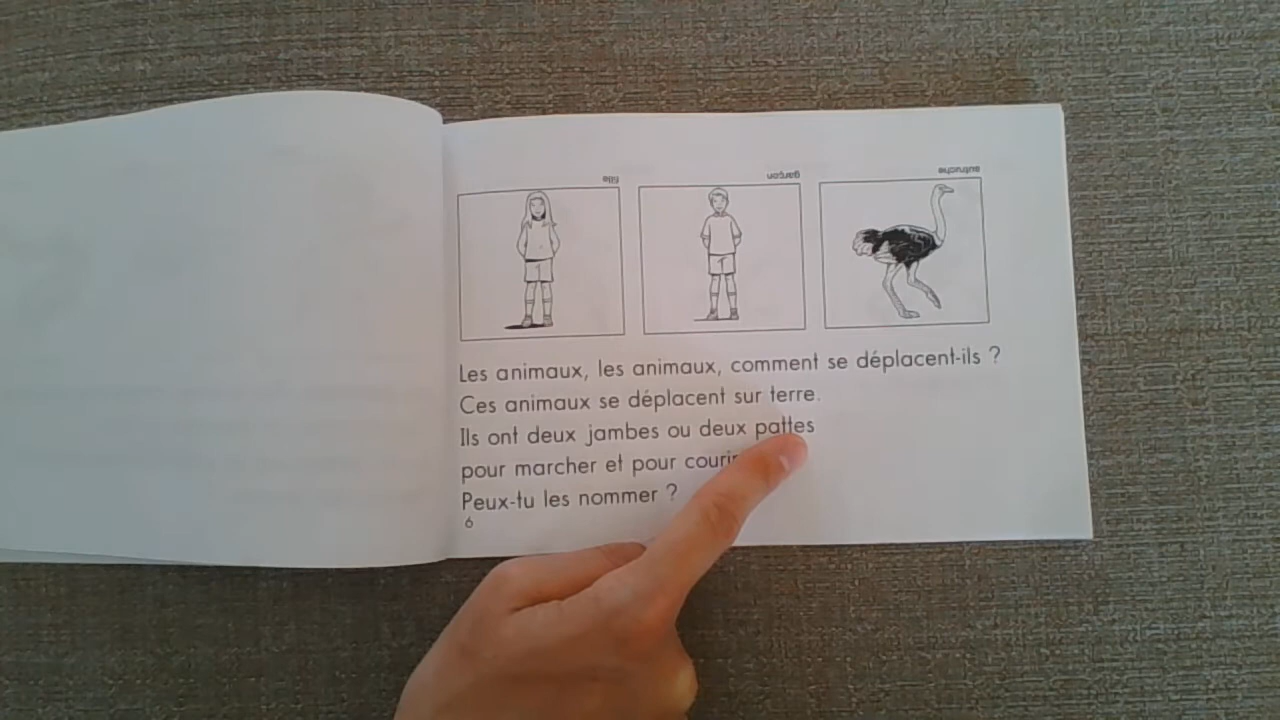 fille
garçon
autruche
Les animaux, les animaux, comment se déplacent-ils ?
Ces animaux se déplacent sur terre.
Ils ont deux jambes ou deux pattes
pour marcher et pour courir
Peux-tu les nommer ?
6